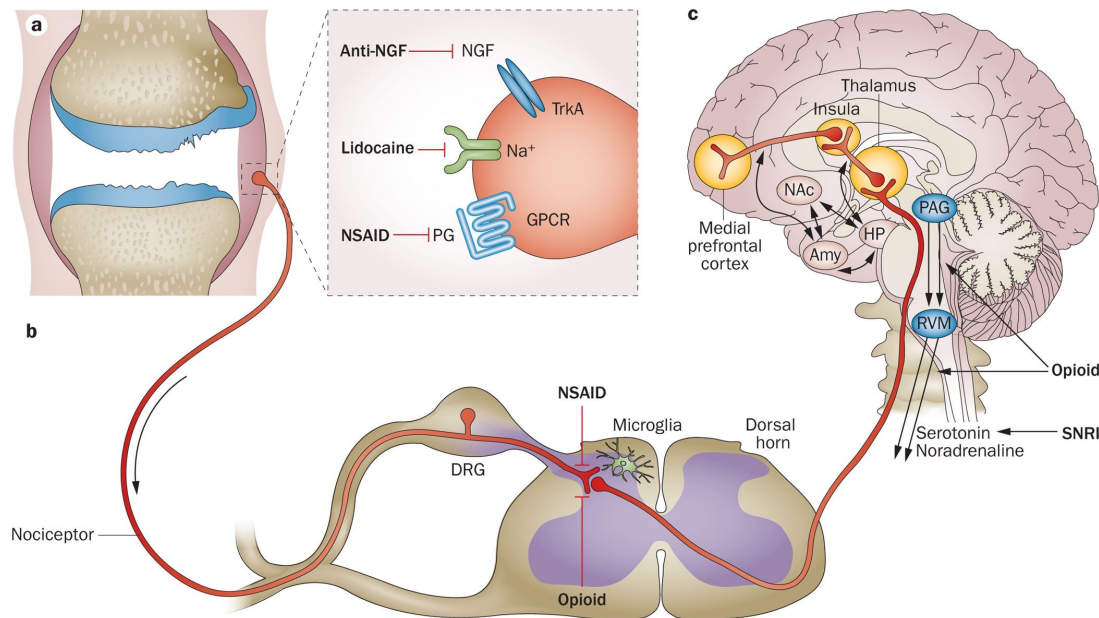 a
Anti-NGF
NGF
TrkA
Lidocaine
Na⁺
NSAID
PG
GPCR
b
Nociceptor
DRG
NSAID
Microglia
Dorsal
horn
Opioid
c
Thalamus
Insula
NAc
HP
Amy
Medial
prefrontal
cortex
PAG
RVM
Opioid
Serotonin
Noradrenaline
SNRI